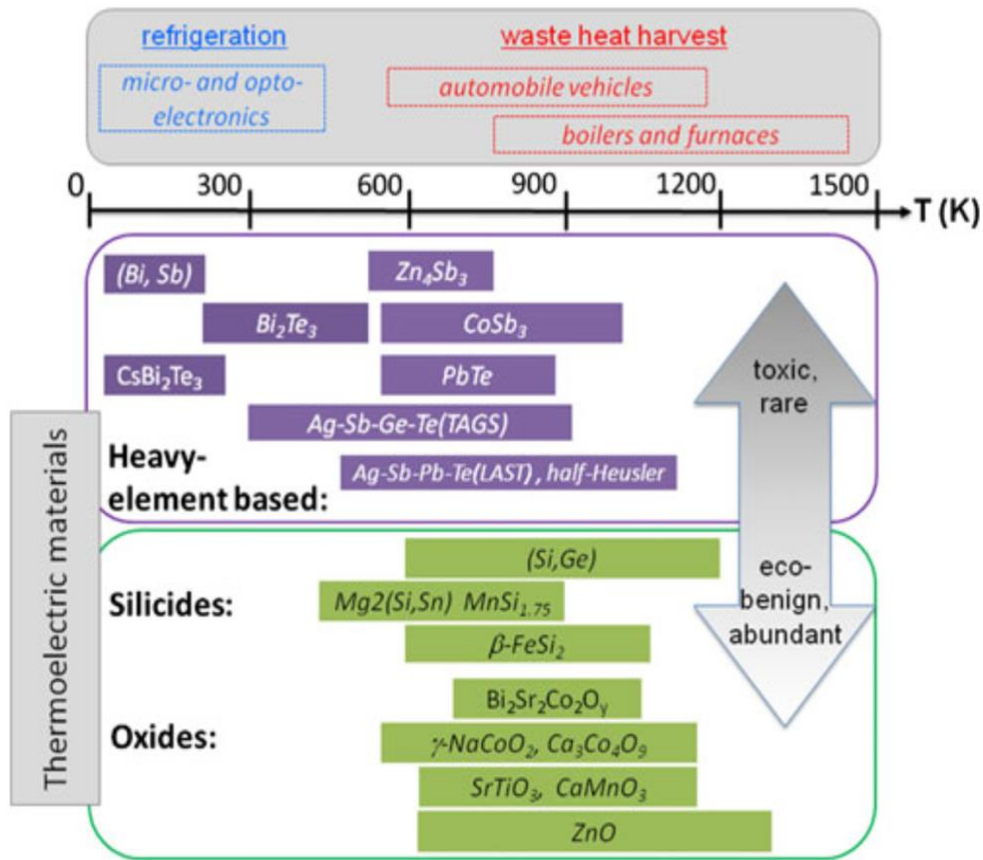 refrigeration
waste heat harvest
micro- and opto-
electronics
automobile vehicles
boilers and furnaces
0 300 600 900 1200 1500
T (K)
(Bi, Sb)
Zn₄Sb₃
Bi₂Te₃
CoSb₃
CsBi₂Te₃
PbTe
Ag-Sb-Ge-Te(TAGS)
Ag-Sb-Pb-Te(LAST) , half-Heusler
Heavy-
element based:
toxic,
rare
Thermoelectric materials
(Si,Ge)
Silicides:
Mg2(Si,Sn) MnSi₁.₇₅
β-FeSi₂
eco-
benign,
abundant
Bi₂Sr₂Co₂Oᵧ
Oxides:
γ-NaCoO₂, Ca₃Co₄O₉
SrTiO₃, CaMnO₃
ZnO